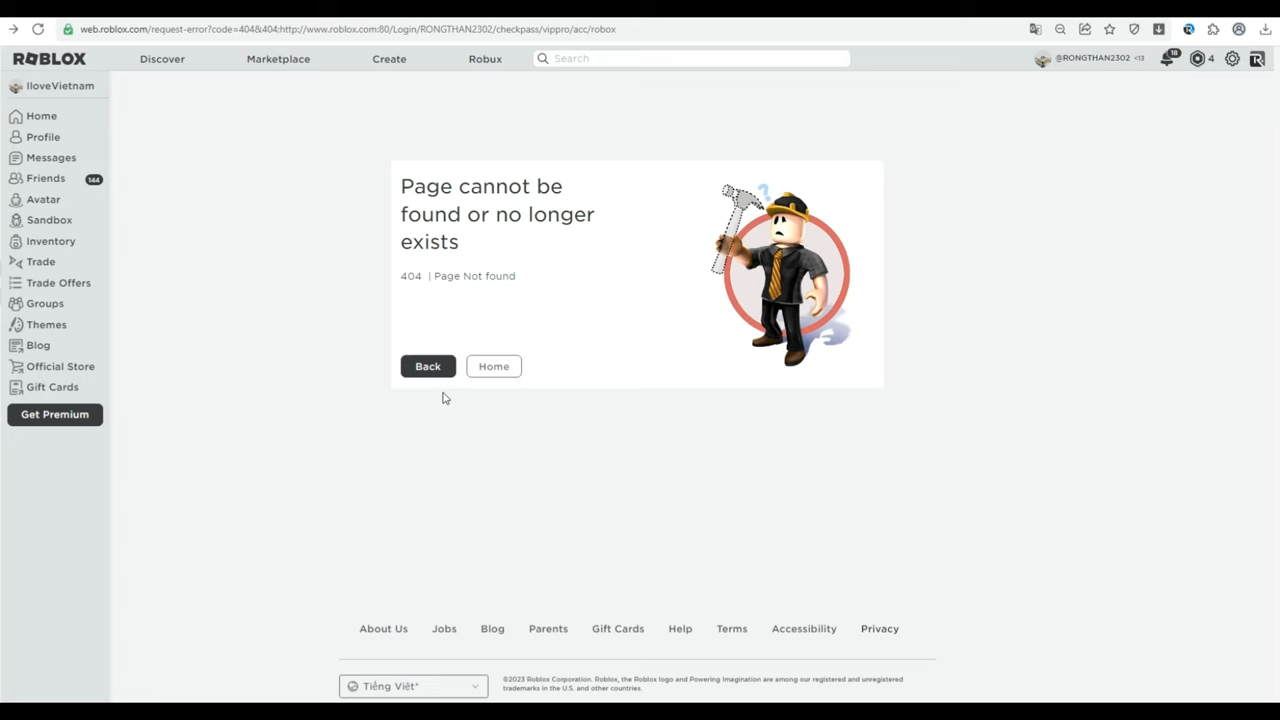 web.roblox.com/request-error?code=404&404;http://www.roblox.com:80/Login/RONGTHAN2302/checkpass/vippro/acc/robox
ROBLOX
Discover
Marketplace
Create
Robux
Search
@RONGTHAN2302 <13
18
4
IloveVietnam
Home
Profile
Messages
Friends 144
Avatar
Sandbox
Inventory
Trade
Trade Offers
Groups
Themes
Blog
Official Store
Gift Cards
Get Premium
Page cannot be
found or no longer
exists
404 | Page Not found
Back
Home
About Us
Jobs
Blog
Parents
Gift Cards
Help
Terms
Accessibility
Privacy
Tiếng Việt*
©2023 Roblox Corporation. Roblox, the Roblox logo and Powering Imagination are among our registered and unregistered
trademarks in the U.S. and other countries.